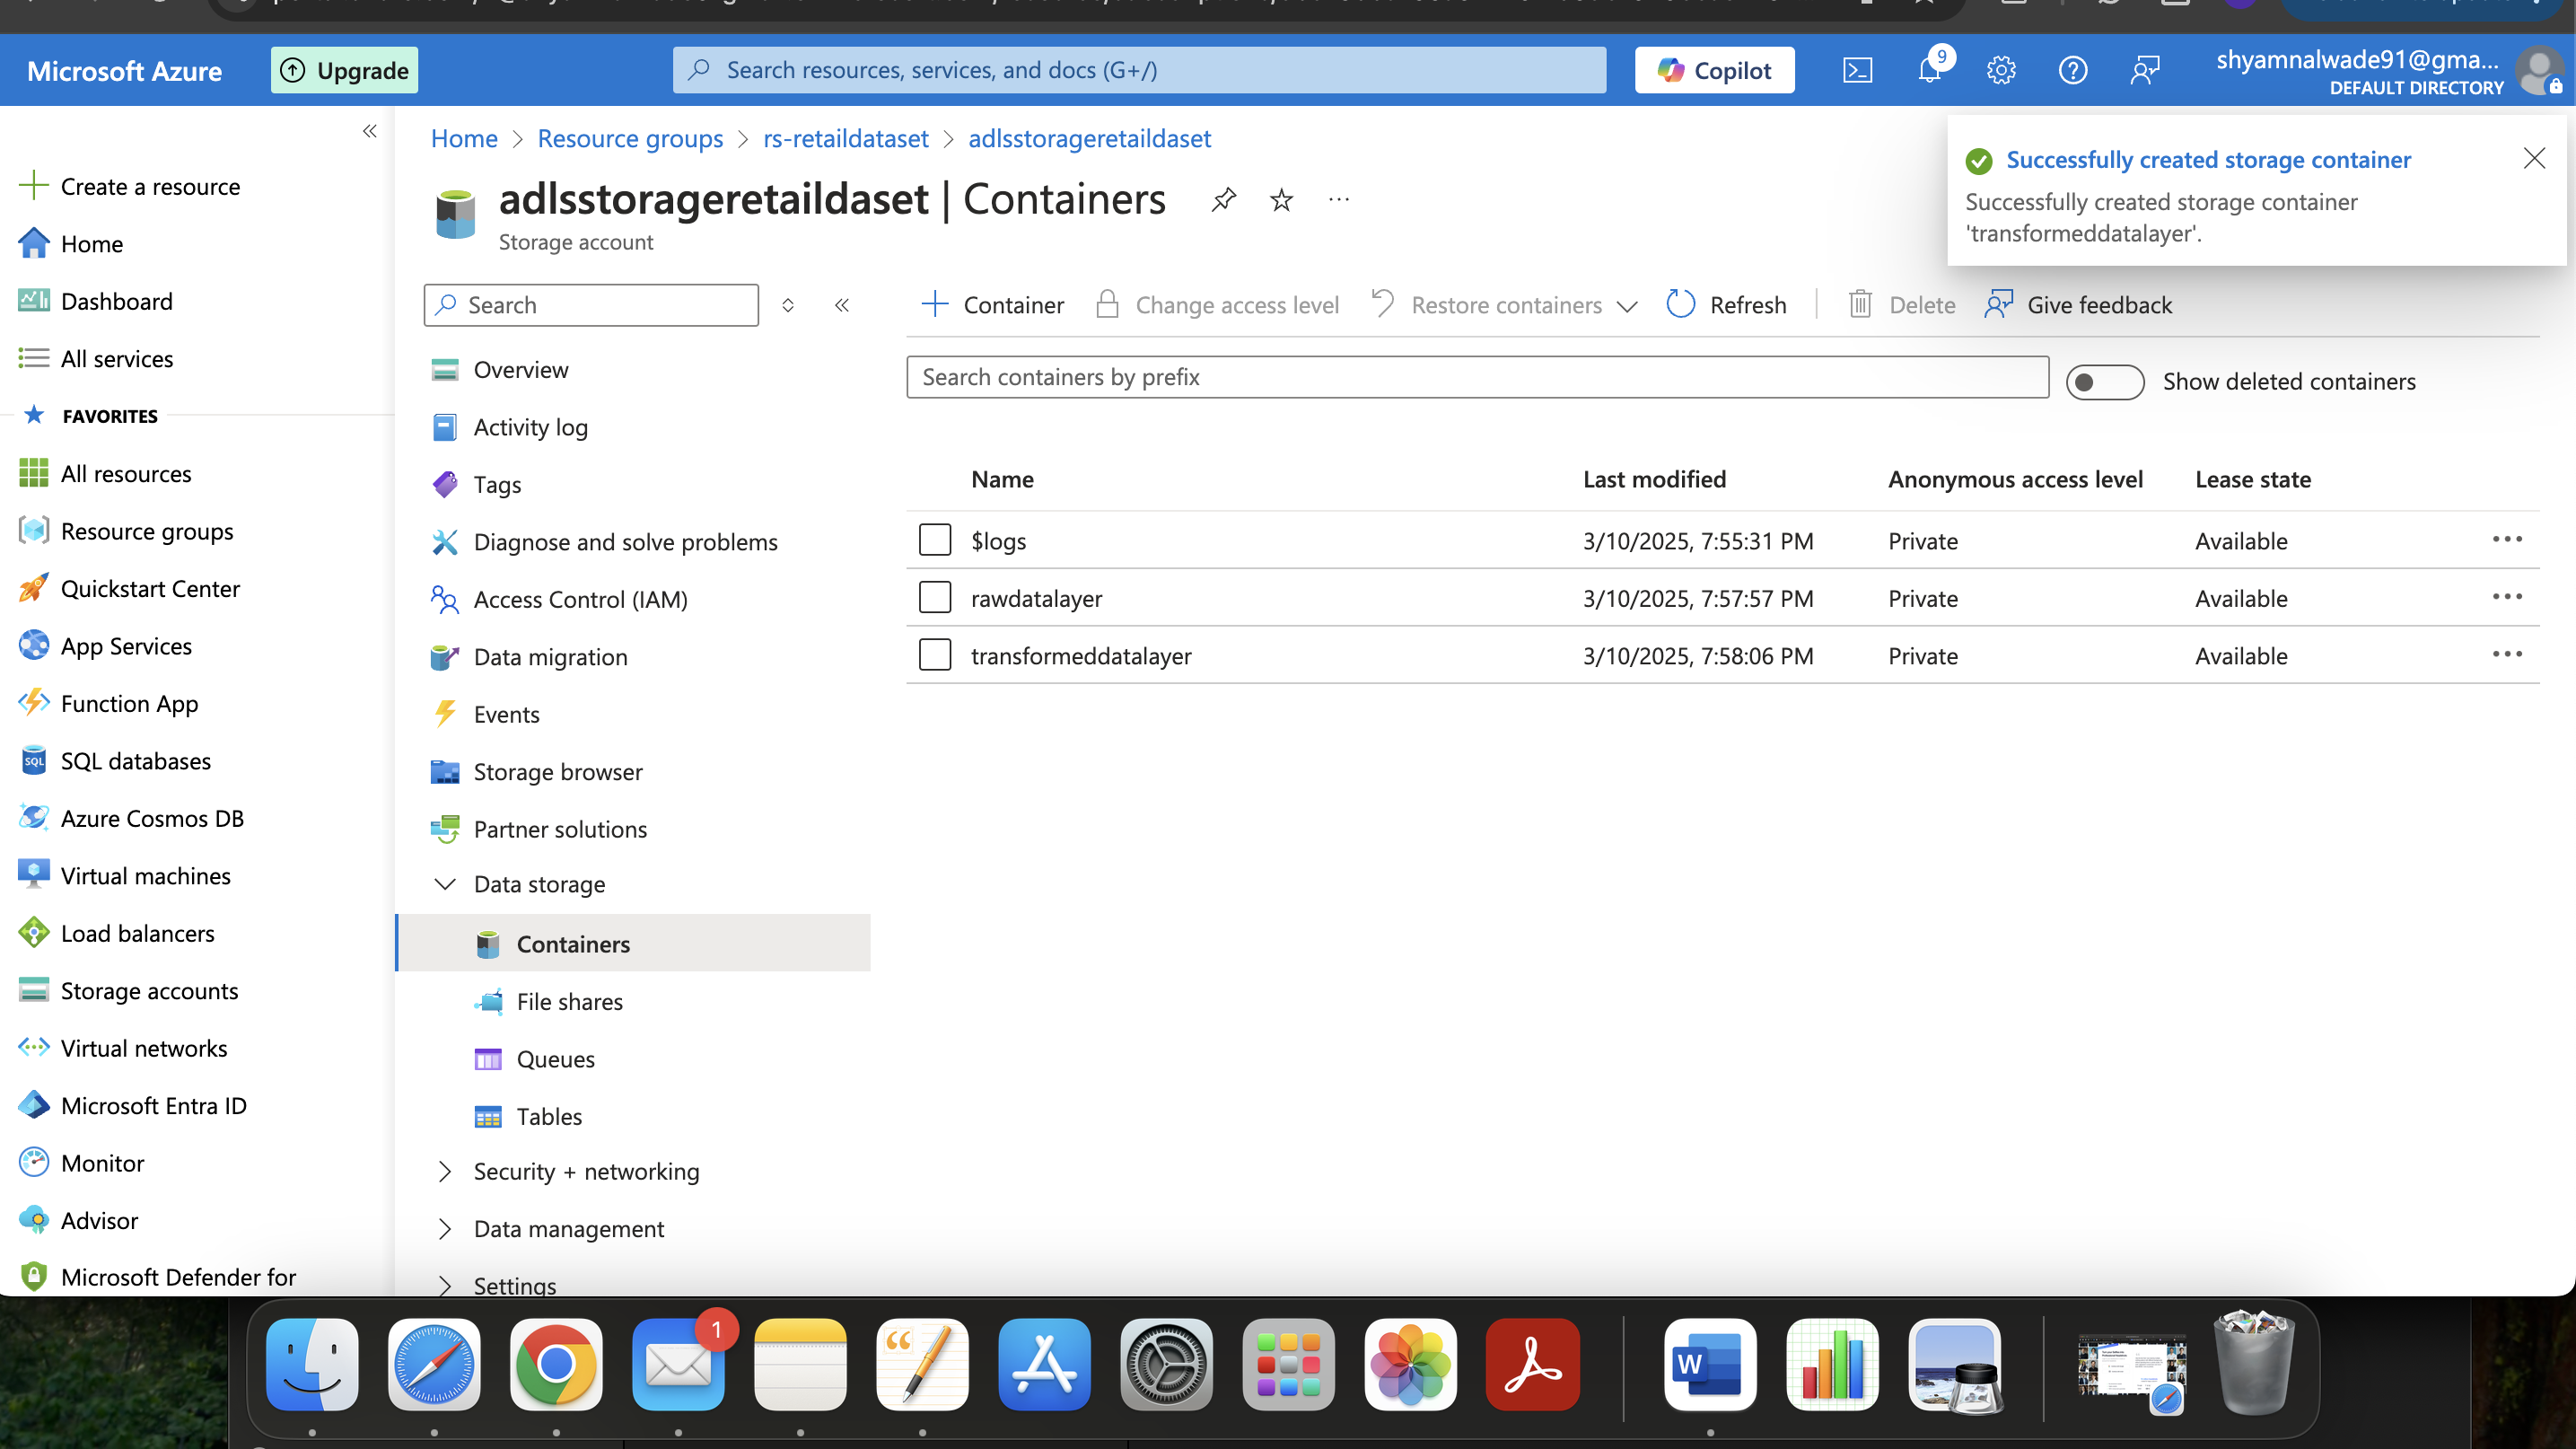 Microsoft Azure
Upgrade
Search resources, services, and docs (G+/)
Copilot
9
shyamnalwade91@gma...
DEFAULT DIRECTORY
Create a resource
Home
Dashboard
All services
FAVORITES
All resources
Resource groups
Quickstart Center
App Services
Function App
SQL
SQL databases
Azure Cosmos DB
Virtual machines
Load balancers
Storage accounts
Virtual networks
Microsoft Entra ID
Monitor
Advisor
Microsoft Defender for
Home > Resource groups > rs-retaildataset > adlsstorageretaildaset
adlsstorageretaildaset | Containers
Storage account
Successfully created storage container
Successfully created storage container
'transformeddatalayer'.
Search
Overview
Activity log
Tags
Diagnose and solve problems
Access Control (IAM)
Data migration
Events
Storage browser
Partner solutions
Data storage
Containers
File shares
Queues
Tables
Security + networking
Data management
Settings
Container
Change access level
Restore containers
Refresh
Delete
Give feedback
Search containers by prefix
Show deleted containers
Name Last modified Anonymous access level Lease state
$logs 3/10/2025, 7:55:31 PM Private Available
rawdatalayer 3/10/2025, 7:57:57 PM Private Available
transformeddatalayer 3/10/2025, 7:58:06 PM Private Available
1
W